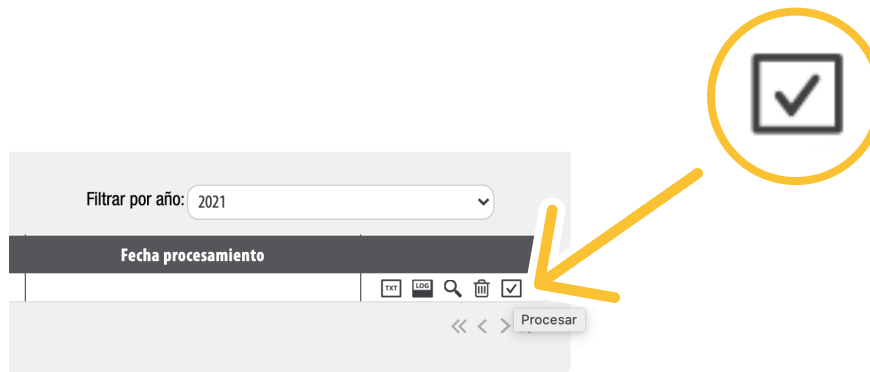 Filtrar por año: 2021
Fecha procesamiento
TXT LOG
Procesar